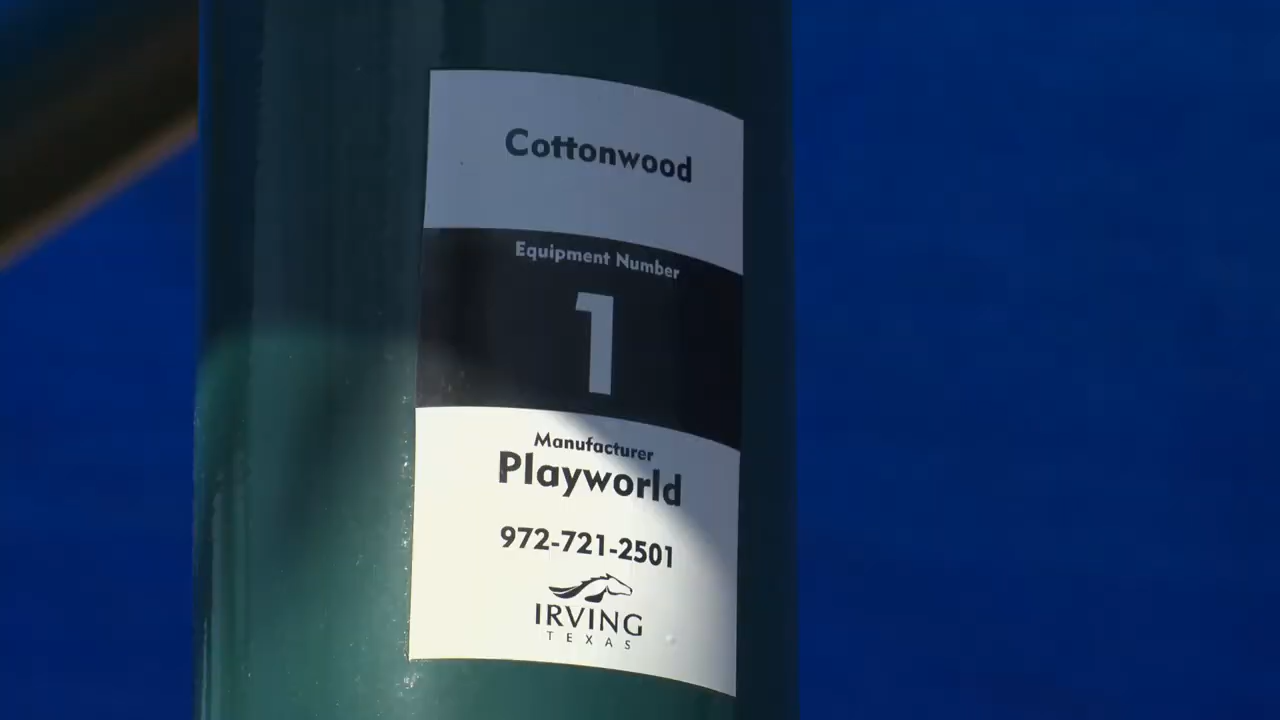 Cottonwood
Equipment Number
1
Manufacturer
Playworld
972-721-2501
IRVING
TEXAS